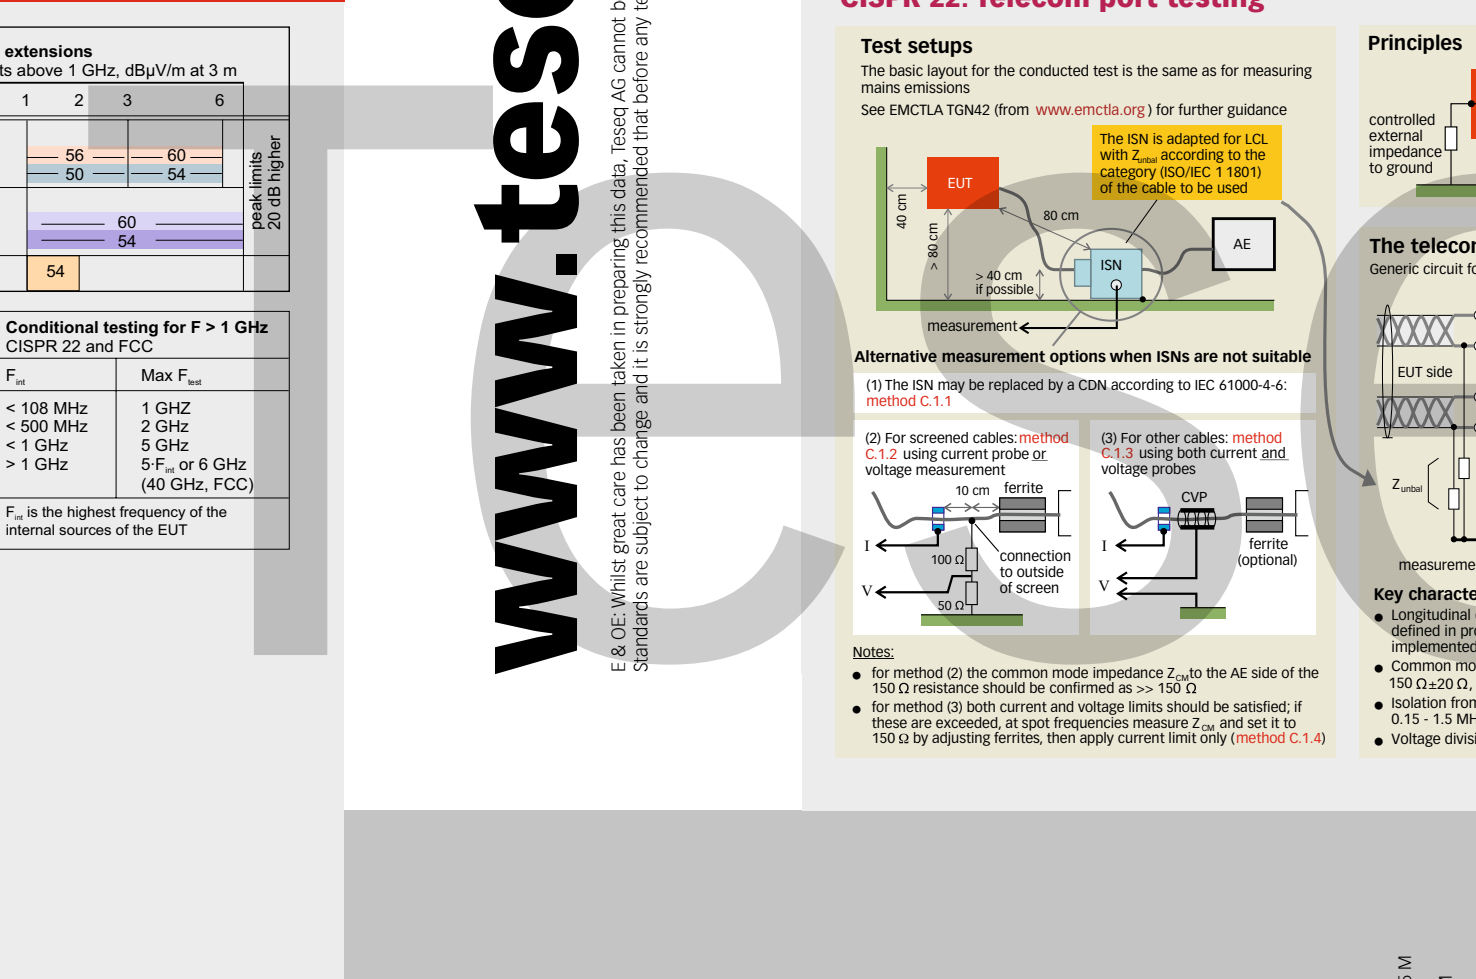 extensions
ts above 1 GHz, dBµV/m at 3 m
1 2 3 6
56 60
50 54
60
54
54
peak limits
20 dB higher
Conditional testing for F > 1 GHz
CISPR 22 and FCC
Fint Max Ftest
< 108 MHz 1 GHZ
< 500 MHz 2 GHz
< 1 GHz 5 GHz
> 1 GHz 5·Fint or 6 GHz
(40 GHz, FCC)
Fint is the highest frequency of the
internal sources of the EUT
www.tese
E & OE: Whilst great care has been taken in preparing this data, Teseq AG cannot b
Standards are subject to change and it is strongly recommended that before any te
CISPR 22: Telecom port testing
Test setups
The basic layout for the conducted test is the same as for measuring
mains emissions
See EMCTLA TGN42 (from www.emctla.org) for further guidance
The ISN is adapted for LCL
with Zunbal according to the
category (ISO/IEC 1 1801)
of the cable to be used
EUT
40 cm
> 80 cm
80 cm
> 40 cm
if possible
ISN
AE
measurement
Alternative measurement options when ISNs are not suitable
(1) The ISN may be replaced by a CDN according to IEC 61000-4-6:
method C.1.1
(2) For screened cables: method
C.1.2 using current probe or
voltage measurement
10 cm ferrite
I
100 Ω
V
50 Ω
connection
to outside
of screen
(3) For other cables: method
C.1.3 using both current and
voltage probes
CVP
I
V
ferrite
(optional)
Notes:
● for method (2) the common mode impedance ZCM to the AE side of the
150 Ω resistance should be confirmed as >> 150 Ω
● for method (3) both current and voltage limits should be satisfied; if
these are exceeded, at spot frequencies measure ZCM and set it to
150 Ω by adjusting ferrites, then apply current limit only (method C.1.4)
Principles
controlled
external
impedance
to ground
The telecom
Generic circuit fo
EUT side
Zunbal
measureme
Key characte
● Longitudinal
defined in pro
implemented
● Common mo
150 Ω±20 Ω,
● Isolation from
0.15 - 1.5 MH
● Voltage divisi
Tese